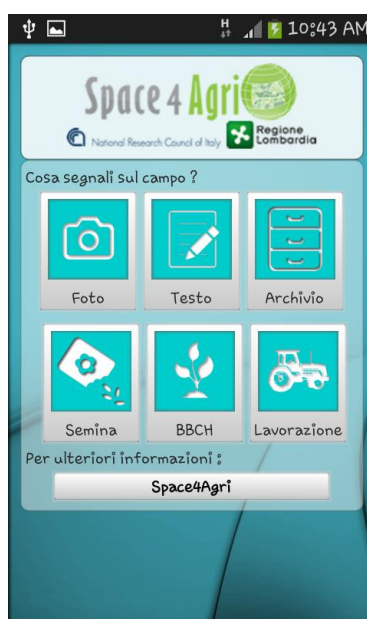 H 10:43 AM
Space 4 Agri
National Research Council of Italy Regione
Lombardia
Cosa segnali sul campo ?
Foto Testo Archivio
Semina BBCH Lavorazione
Per ulteriori informazioni :
Space4Agri